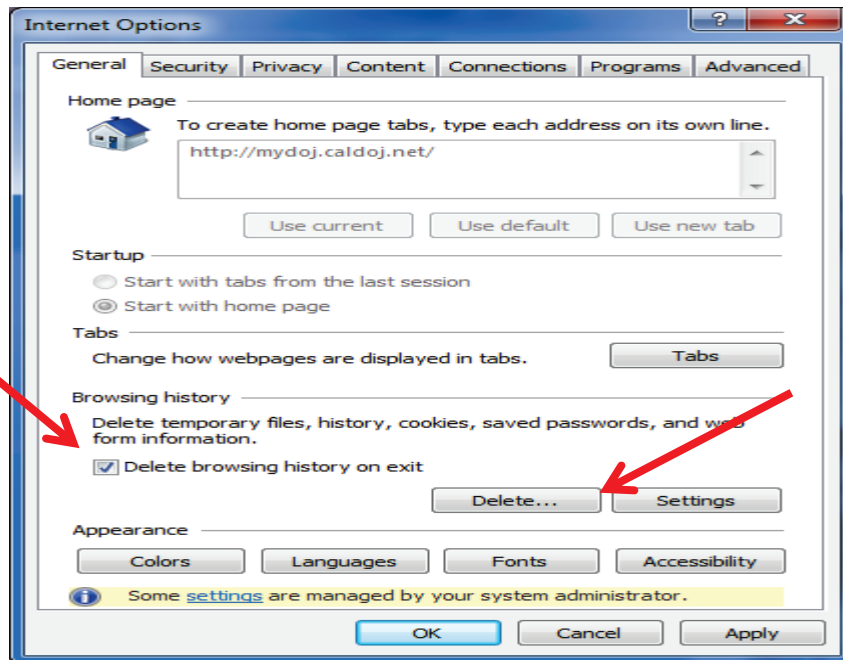 Internet Options
?
X
General Security Privacy Content Connections Programs Advanced
Home page
To create home page tabs, type each address on its own line.
http://mydoj.caldoj.net/
Use current Use default Use new tab
Startup
Start with tabs from the last session
Start with home page
Tabs
Change how webpages are displayed in tabs.
Tabs
Browsing history
Delete temporary files, history, cookies, saved passwords, and web
form information.
Delete browsing history on exit
Delete... Settings
Appearance
Colors Languages Fonts Accessibility
Some settings are managed by your system administrator.
OK Cancel Apply